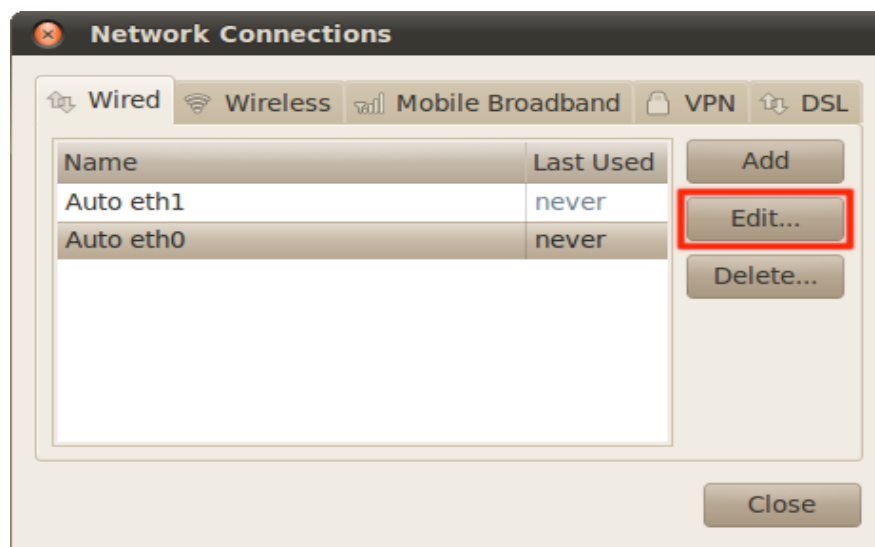 Network Connections
Wired Wireless Mobile Broadband VPN DSL
Name Last Used Add
Auto eth1 never Edit...
Auto eth0 never
Delete...
Close